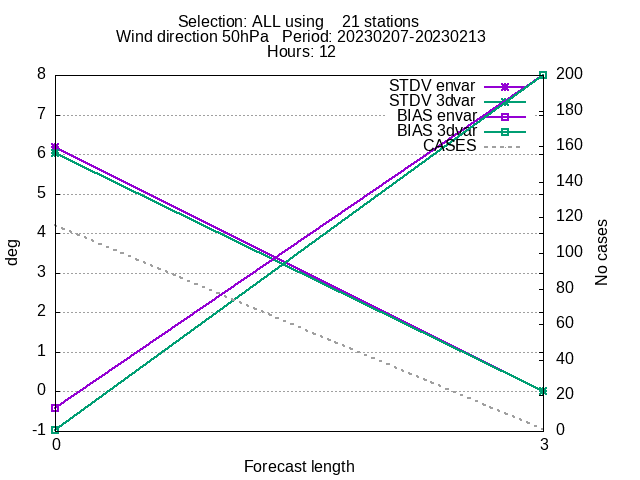 Selection: ALL using 21 stations
Wind direction 50hPa Period: 20230207-20230213
Hours: 12
STDV envar
STDV 3dvar
BIAS envar
BIAS 3dvar
CASES
8
7
6
5
4
3
2
1
0
-1
200
180
160
140
120
100
80
60
40
20
0
deg
No cases
0
3
Forecast length